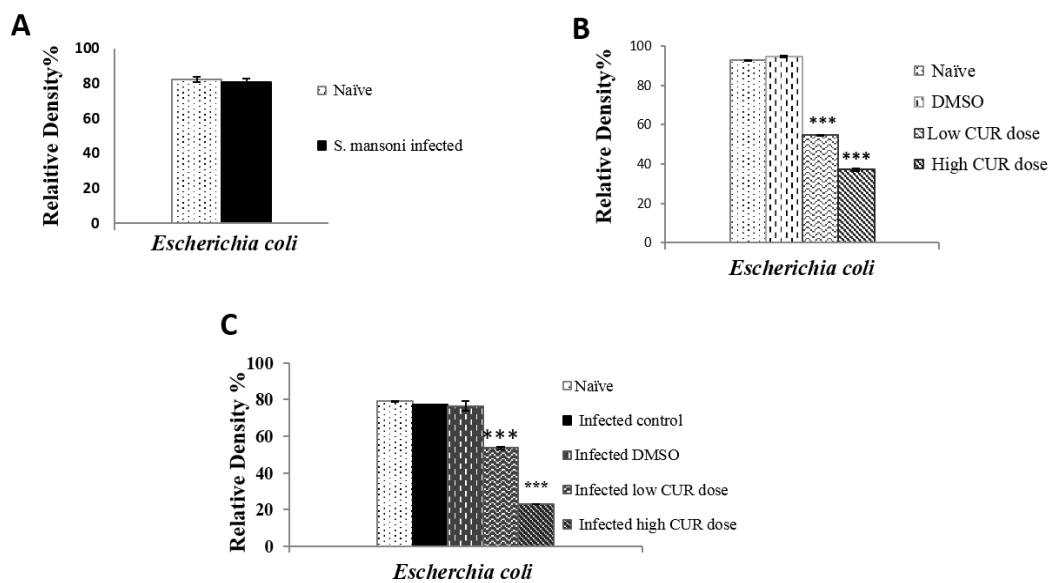 A
Relaitive Density%
100
80
60
40
20
0
Escherichia coli
Naïve
S. mansoni infected
B
Relative Density%
100
80
60
40
20
0
***
***
Escherichia coli
Naïve
DMSO
Low CUR dose
High CUR dose
C
Relative Density %
100
80
60
40
20
0
***
***
Escherchia coli
Naïve
Infected control
Infected DMSO
Infected low CUR dose
Infected high CUR dose